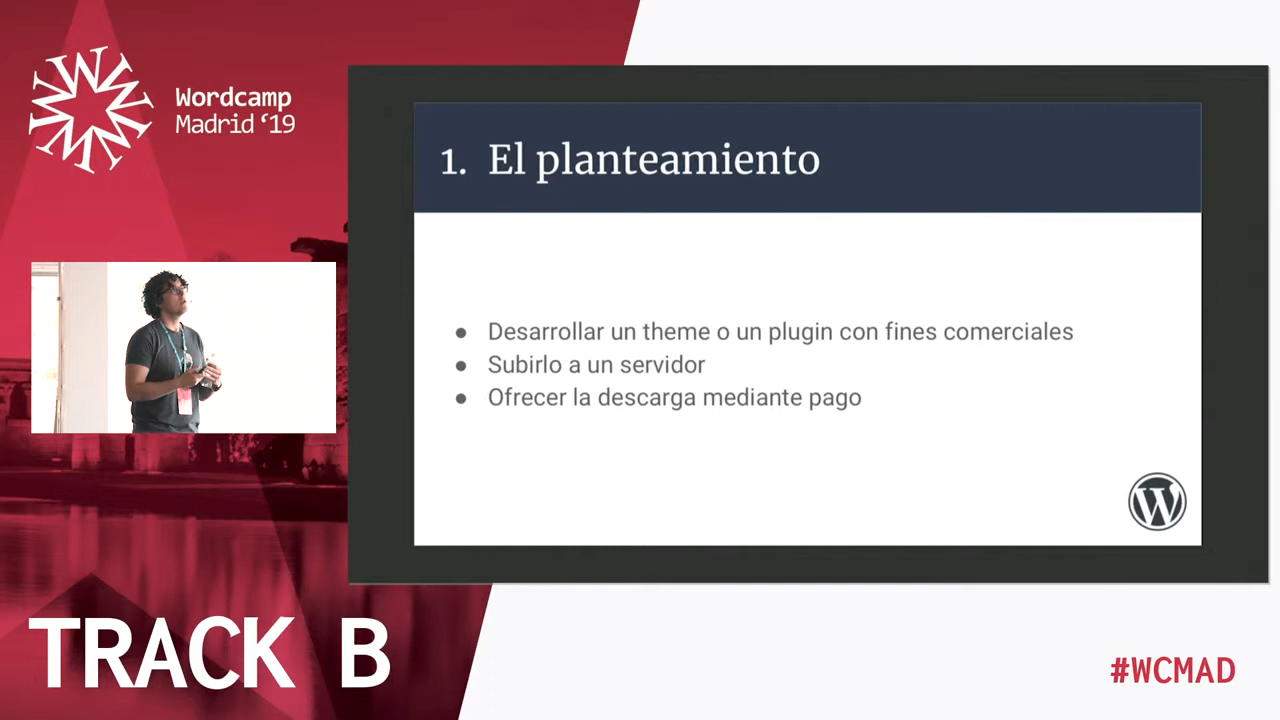 Wordcamp
Madrid ‘19
1. El planteamiento
● Desarrollar un theme o un plugin con fines comerciales
● Subirlo a un servidor
● Ofrecer la descarga mediante pago
TRACK B
#WCMAD